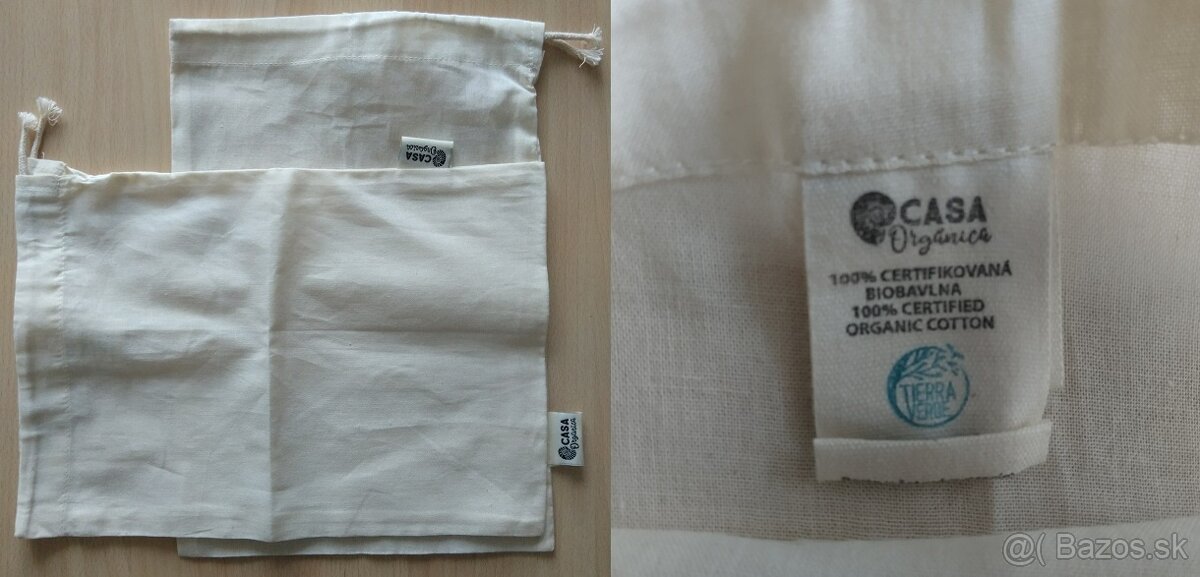 CASA
Orgánica
CASA
Orgánica
CASA
Orgánica
100% CERTIFIKOVANÁ
BIOBAVLNA
100% CERTIFIED
ORGANIC COTTON
TIERRA
VERDE
@( Bazos.sk